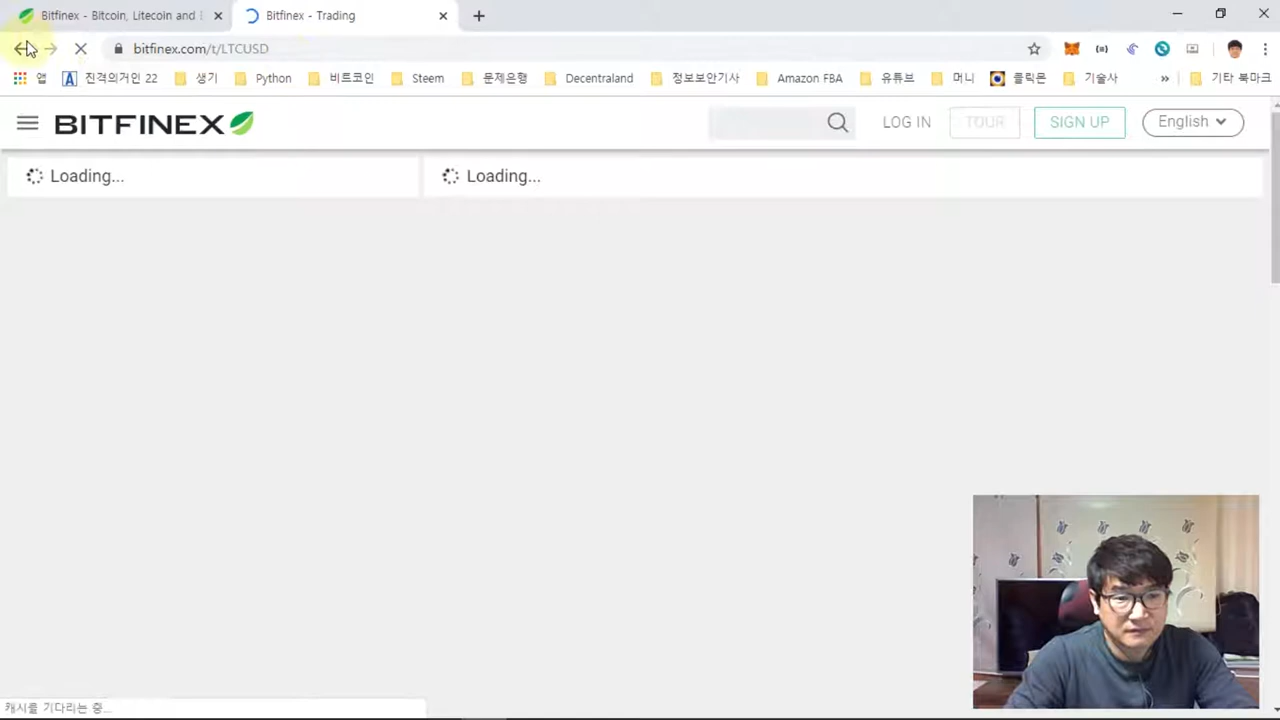 Bitfinex - Bitcoin, Litecoin and
Bitfinex - Trading
bitfinex.com/t/LTCUSD
앱
진격의거인 22
생기
Python
비트코인
Steem
문제은행
Decentraland
정보보안기사
Amazon FBA
유튜브
머니
클릭몬
기술사
»
기타 북마크
BITFINEX
LOG IN
TOUR
SIGN UP
English
Loading...
Loading...
캐시를 기다리는 중...